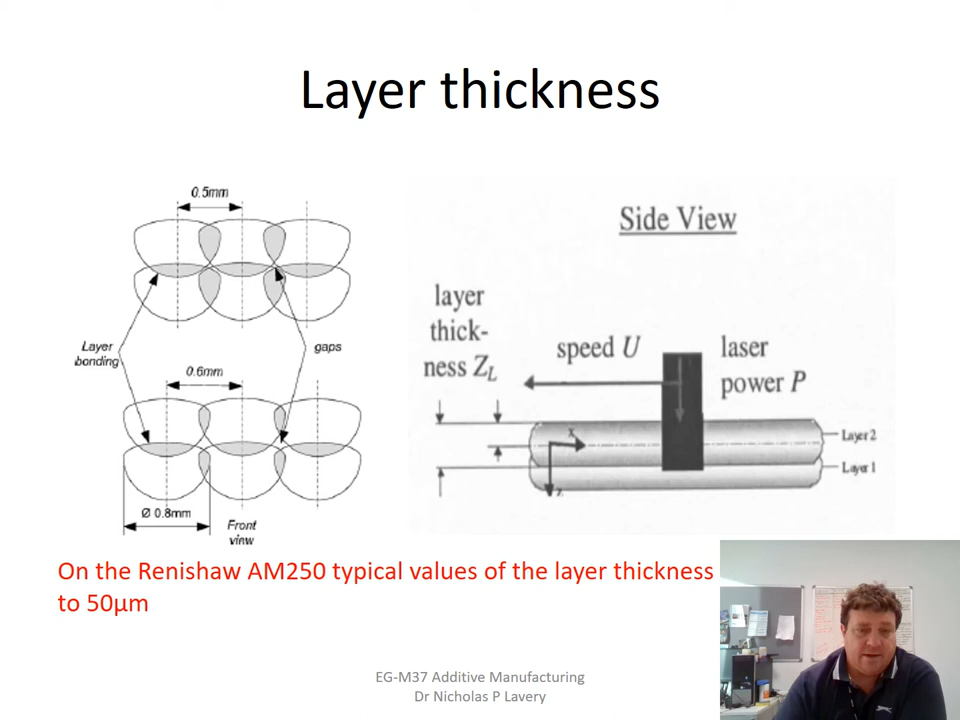 Layer thickness
0.5mm
Layer
bonding
gaps
0.6mm
Ø 0.8mm
Front
view
Side View
layer
thick-
ness ZL
speed U
laser
power P
X
Z
Layer 2
Layer 1
On the Renishaw AM250 typical values of the layer thickness
to 50µm
EG-M37 Additive Manufacturing
Dr Nicholas P Lavery